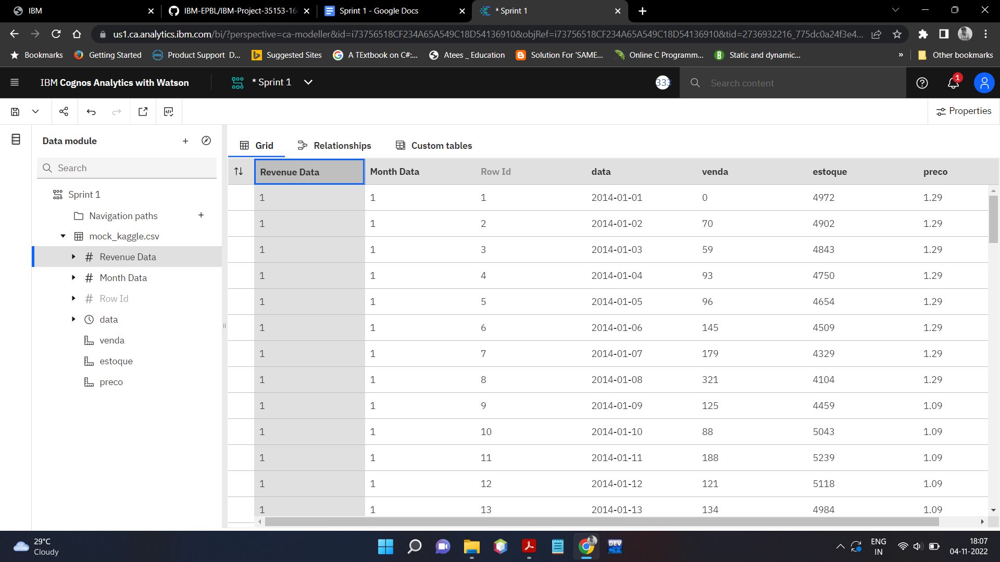 IBM
IBM-EPBL/IBM-Project-35153-16
Sprint 1 - Google Docs
* Sprint 1
us1.ca.analytics.ibm.com/bi/?perspective=ca-modeller&id=i73756518CF234A65A549C18D54136910&objRef=i73756518CF234A65A549C18D54136910&tid=2736932216_775dc0a24f3e4...
Bookmarks
Getting Started
Product Support D...
Suggested Sites
A TExtbook on C#:...
Atees _ Education
Solution For 'SAME...
Online C Programm...
Static and dynamic...
»
Other bookmarks
IBM Cognos Analytics with Watson
* Sprint 1
333
Search content
1
Properties
Data module
Search
Sprint 1
Navigation paths
mock_kaggle.csv
# Revenue Data
# Month Data
# Row Id
data
venda
estoque
preco
Grid
Relationships
Custom tables
Revenue Data Month Data Row Id data venda estoque preco
1 1 1 2014-01-01 0 4972 1.29
1 1 2 2014-01-02 70 4902 1.29
1 1 3 2014-01-03 59 4843 1.29
1 1 4 2014-01-04 93 4750 1.29
1 1 5 2014-01-05 96 4654 1.29
1 1 6 2014-01-06 145 4509 1.29
1 1 7 2014-01-07 179 4329 1.29
1 1 8 2014-01-08 321 4104 1.29
1 1 9 2014-01-09 125 4459 1.09
1 1 10 2014-01-10 88 5043 1.09
1 1 11 2014-01-11 188 5239 1.09
1 1 12 2014-01-12 121 5118 1.09
1 1 13 2014-01-13 134 4984 1.09
29°C
Cloudy
DEV
ENG
IN
18:07
04-11-2022